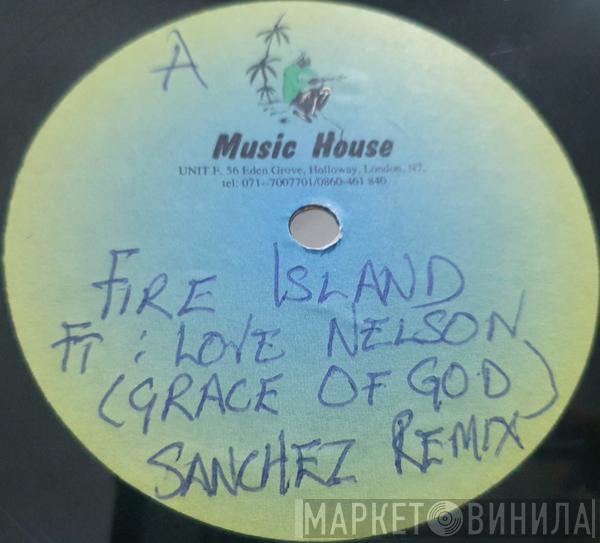 A
Music House
UNIT F, 56 Eden Grove, Holloway, London, N7.
tel: 071-7007701/0860-461 840
FIRE ISLAND
FT : LOVE NELSON
(GRACE OF GOD)
SANCHEZ REMIX
МАРКЕТ ВИНИЛА